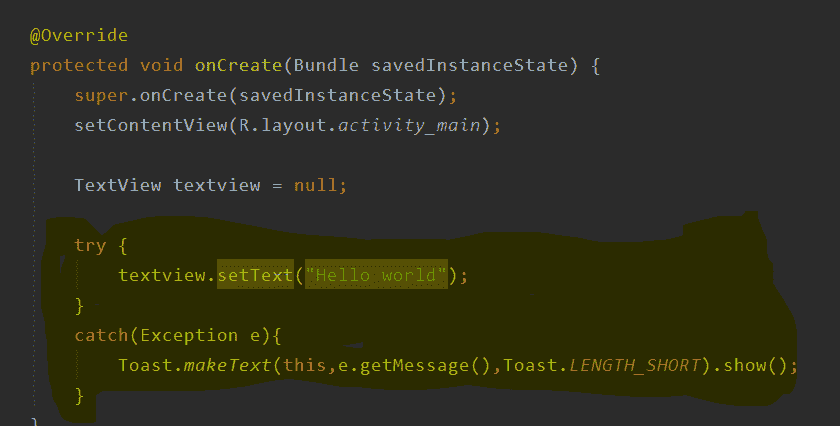 @Override
protected void onCreate(Bundle savedInstanceState) {
super.onCreate(savedInstanceState);
setContentView(R.layout.activity_main);
TextView textview = null;
try {
textview.setText("Hello world");
}
catch(Exception e){
Toast.makeText(this,e.getMessage(),Toast.LENGTH_SHORT).show();
}
}